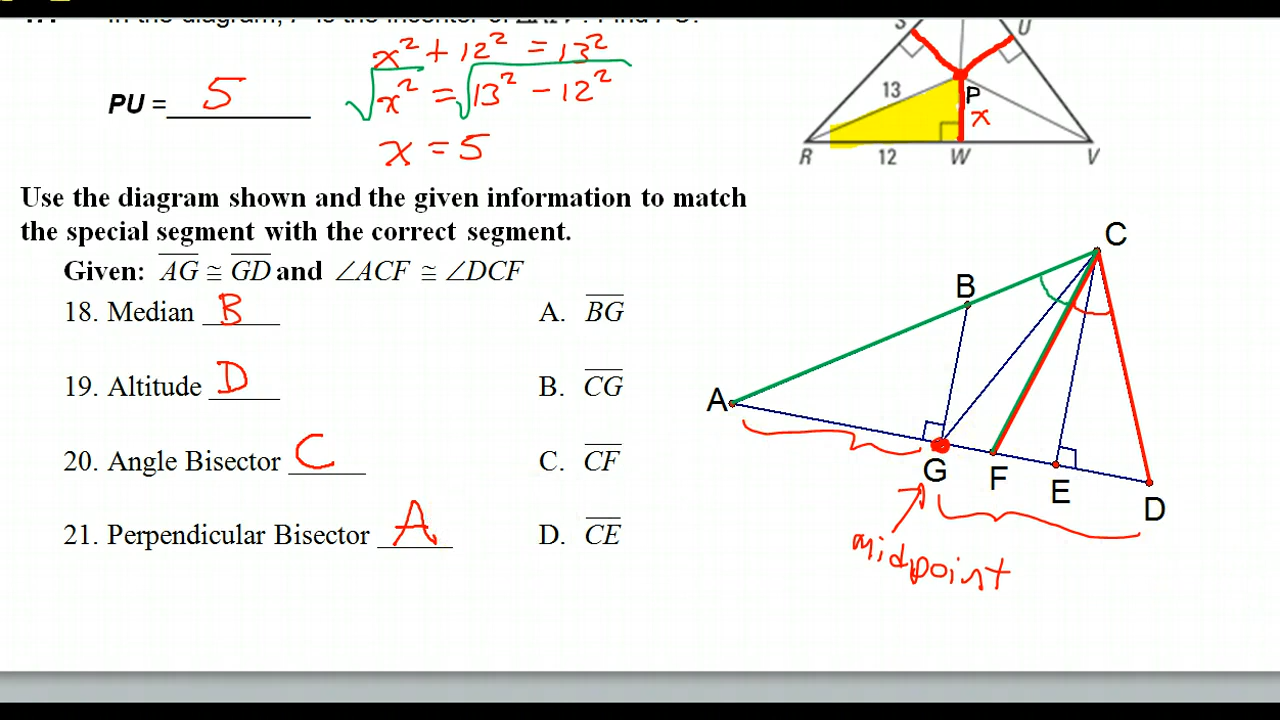 x² + 12² = 13²
PU = 5
√x² = √13² − 12²
x = 5
S
U
13
P
x
R
12
W
V
Use the diagram shown and the given information to match
the special segment with the correct segment.
Given: AG ≅ GD and ∠ACF ≅ ∠DCF
18. Median B
A. BG
19. Altitude D
B. CG
20. Angle Bisector C
C. CF
21. Perpendicular Bisector A
D. CE
C
B
A
G
F
E
D
midpoint